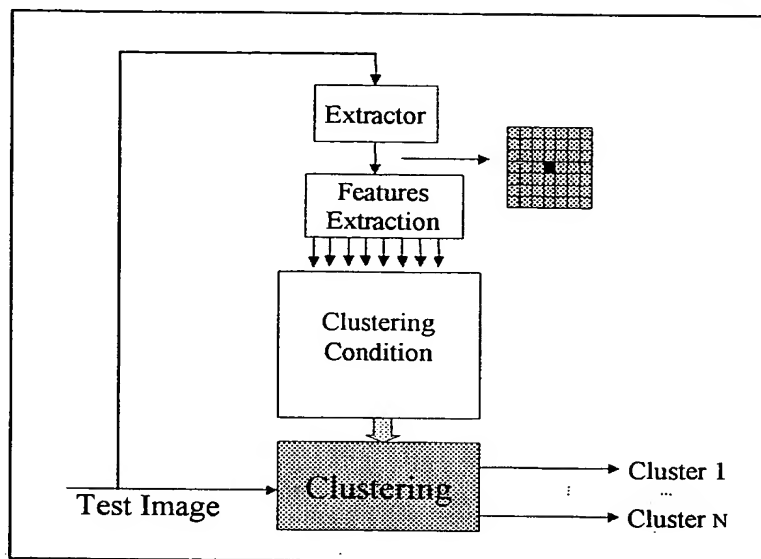 Extractor
Features
Extraction
Clustering
Condition
Clustering
Test Image
Cluster 1
...
Cluster N